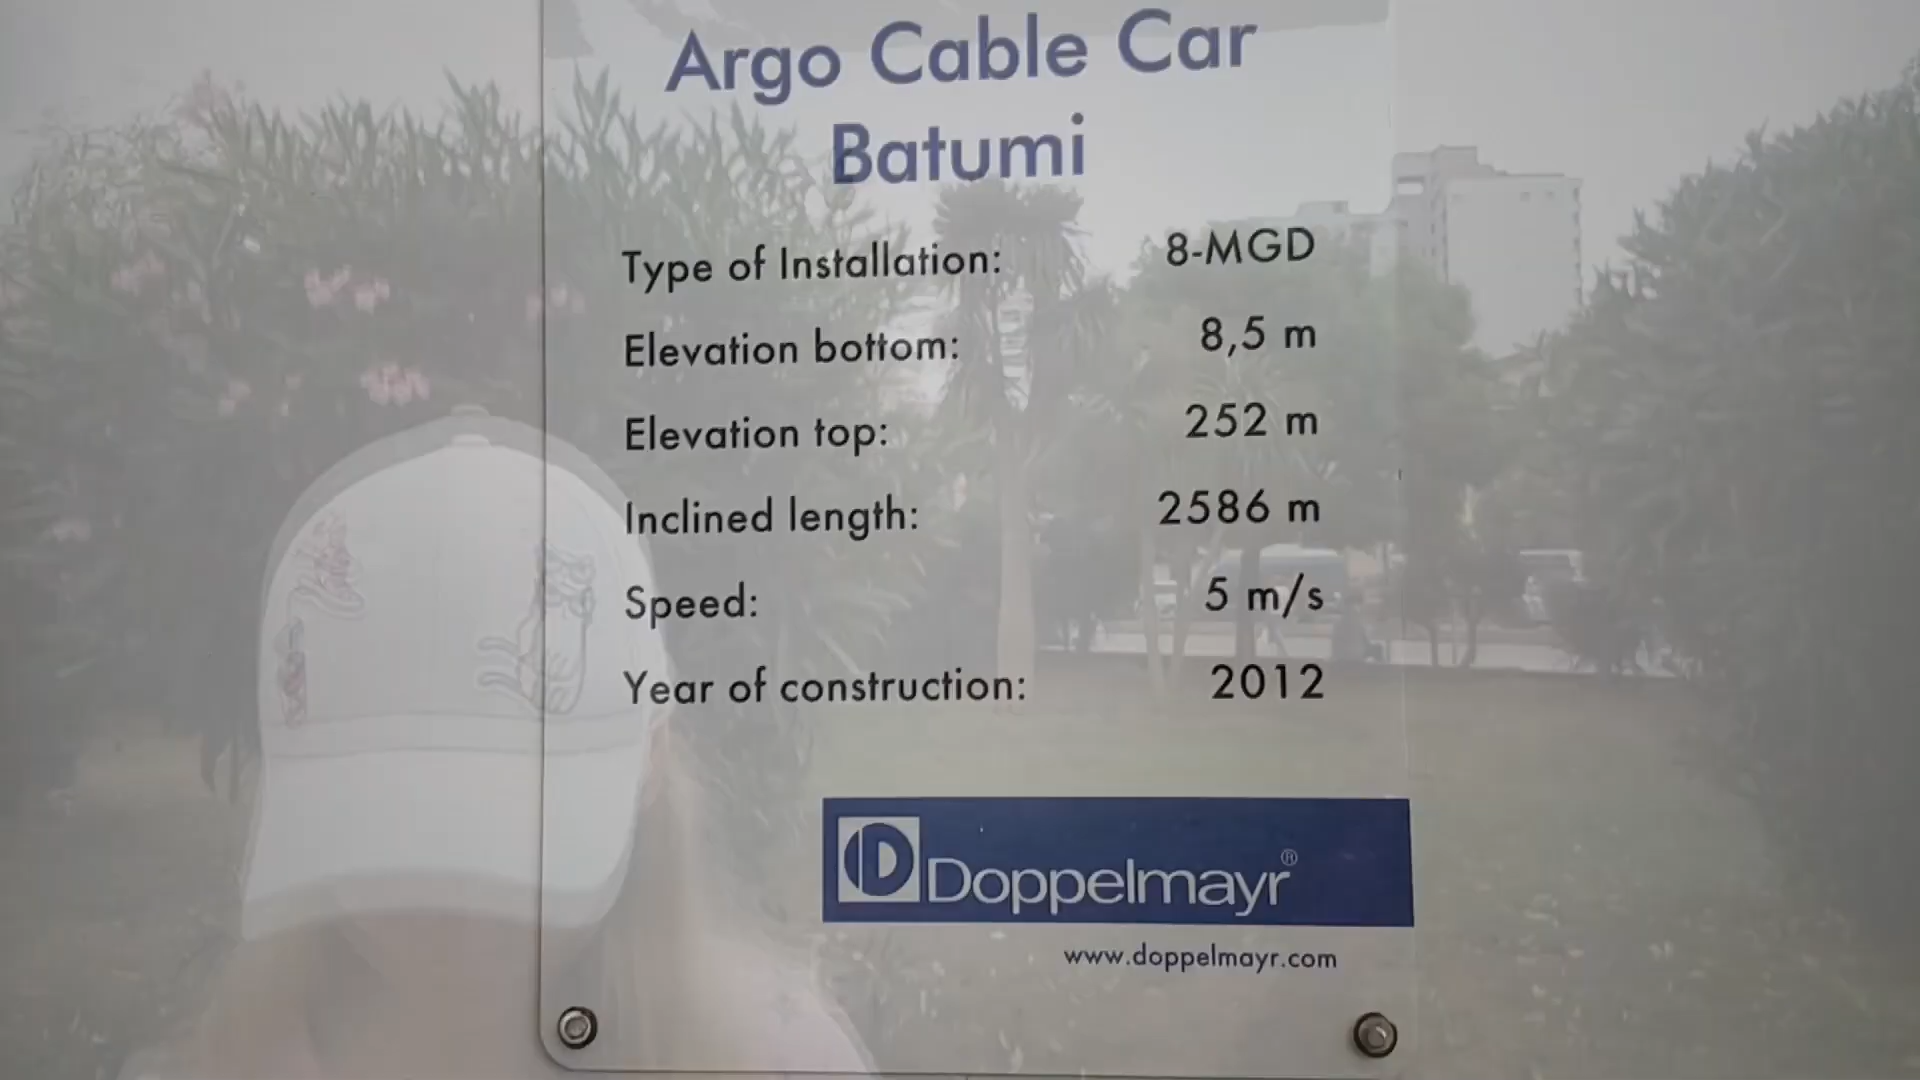 Argo Cable Car
Batumi
Type of Installation: 8-MGD
Elevation bottom: 8,5 m
Elevation top: 252 m
Inclined length: 2586 m
Speed: 5 m/s
Year of construction: 2012
Doppelmayr®
www.doppelmayr.com